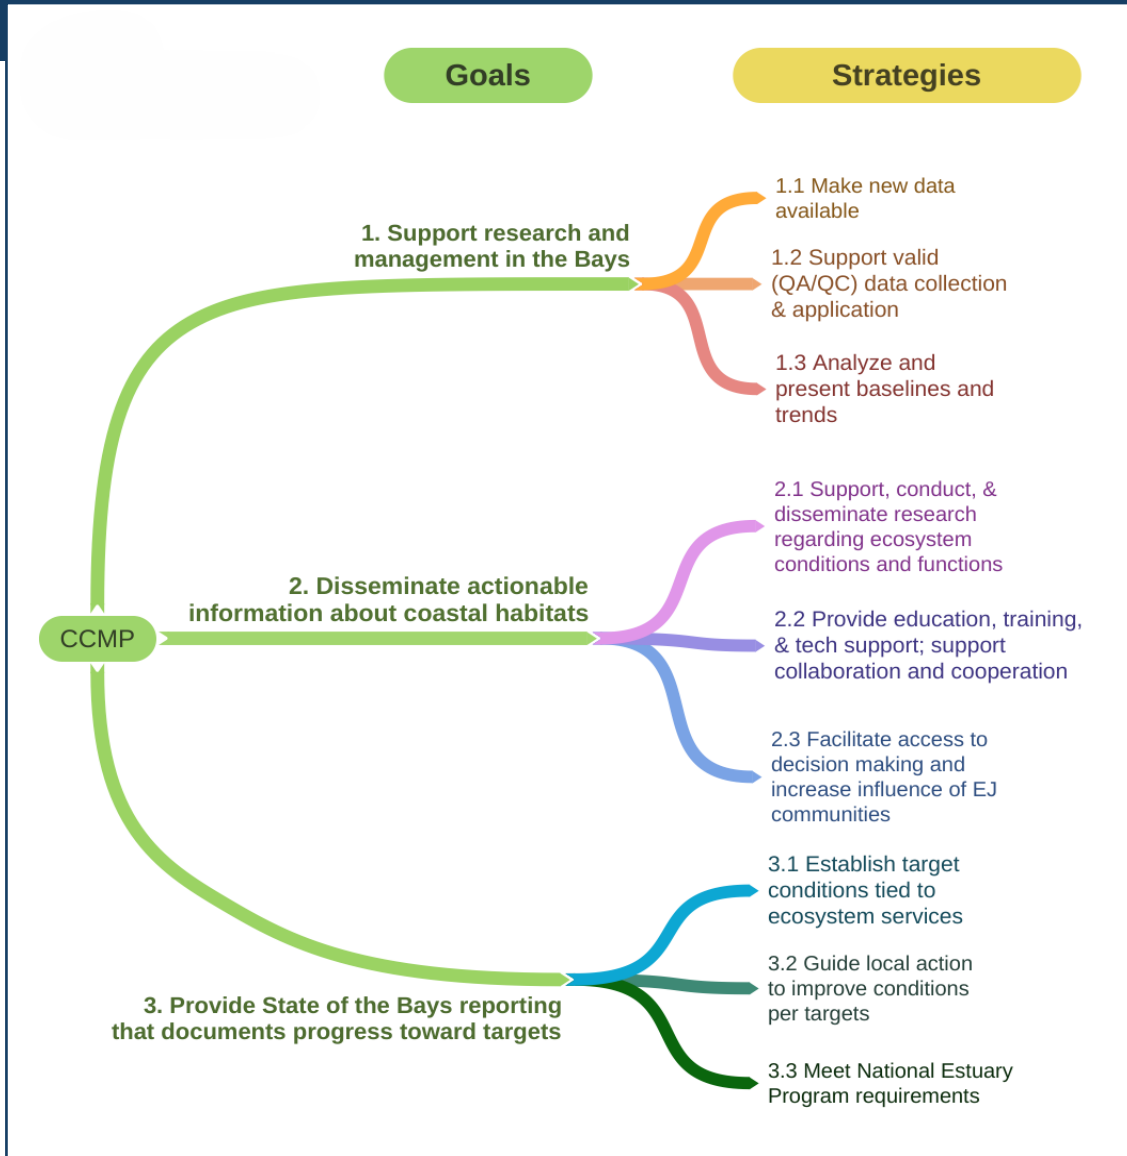 Goals
Strategies
1. Support research and
management in the Bays
1.1 Make new data
available
1.2 Support valid
(QA/QC) data collection
& application
1.3 Analyze and
present baselines and
trends
CCMP
2. Disseminate actionable
information about coastal habitats
2.1 Support, conduct, &
disseminate research
regarding ecosystem
conditions and functions
2.2 Provide education, training,
& tech support; support
collaboration and cooperation
2.3 Facilitate access to
decision making and
increase influence of EJ
communities
3. Provide State of the Bays reporting
that documents progress toward targets
3.1 Establish target
conditions tied to
ecosystem services
3.2 Guide local action
to improve conditions
per targets
3.3 Meet National Estuary
Program requirements